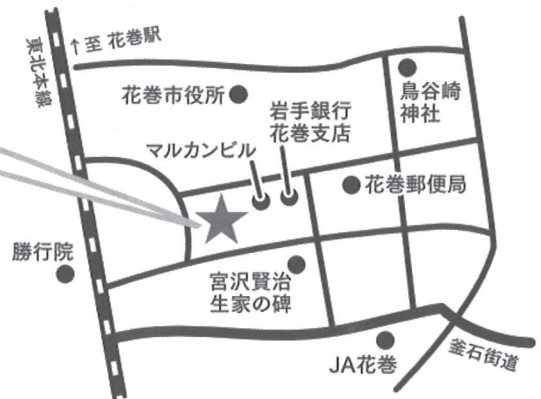 ↑至 花巻駅
東北本線
花巻市役所
鳥谷崎
神社
岩手銀行
花巻支店
マルカンビル
花巻郵便局
勝行院
宮沢賢治
生家の碑
JA花巻
釜石街道